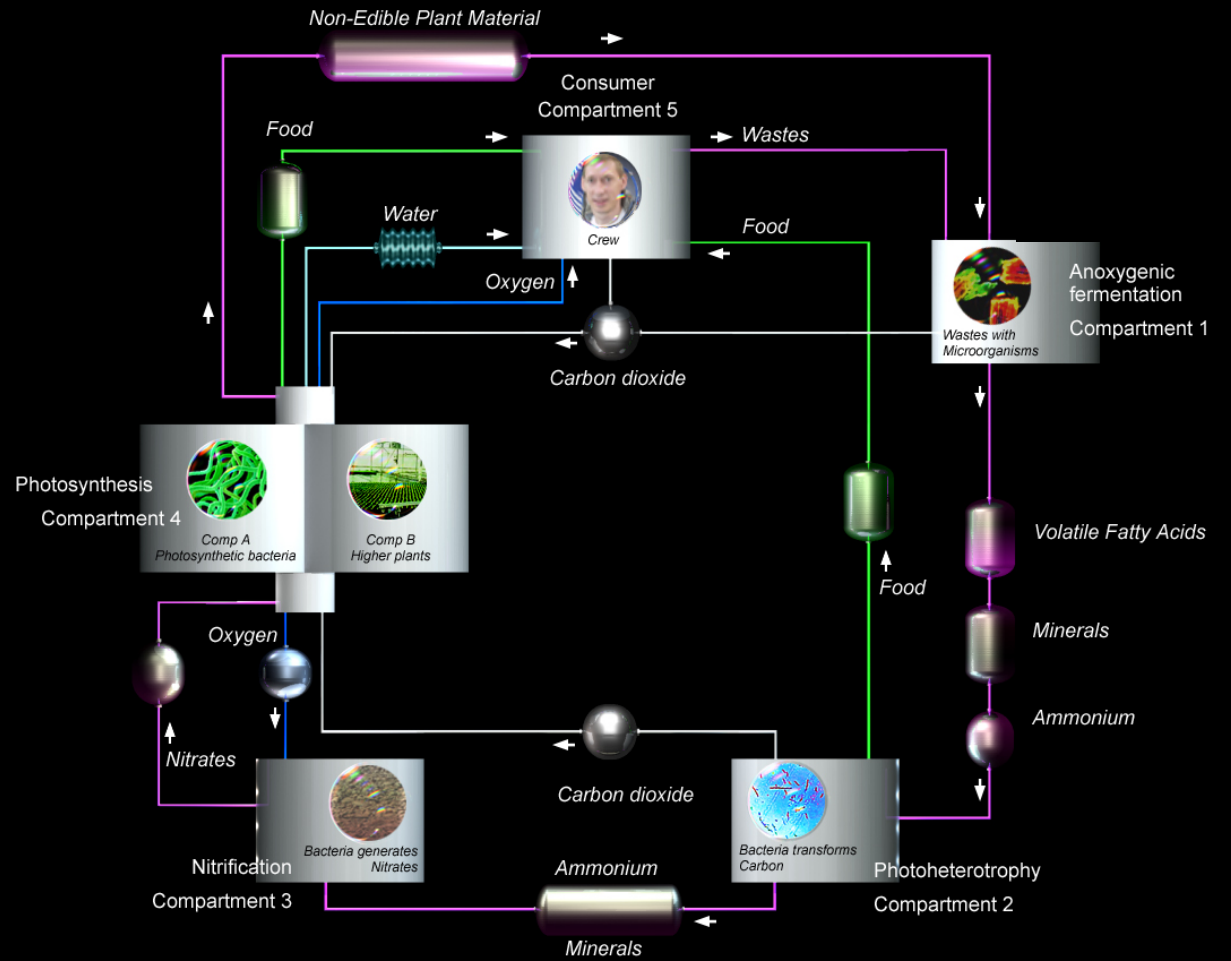 Non-Edible Plant Material
Consumer
Compartment 5
Food
Wastes
Water
Crew
Food
Oxygen
Anoxygenic
fermentation
Compartment 1
Wastes with
Microorganisms
Carbon dioxide
Photosynthesis
Compartment 4
Comp A
Photosynthetic bacteria
Comp B
Higher plants
Volatile Fatty Acids
Food
Minerals
Oxygen
Ammonium
Nitrates
Carbon dioxide
Bacteria generates
Nitrates
Bacteria transforms
Carbon
Nitrification
Compartment 3
Ammonium
Photoheterotrophy
Compartment 2
Minerals